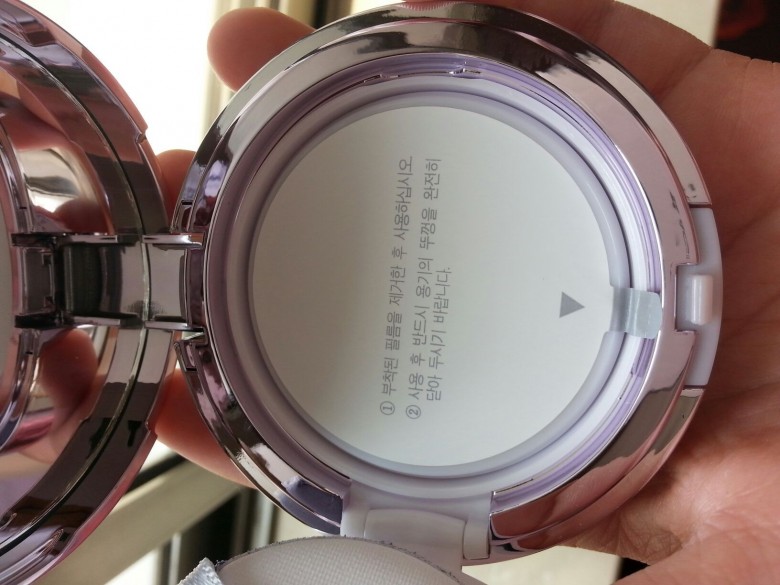 ① 부착된 필름을 제거한 후 사용하십시오.
② 사용 후 반드시 용기의 뚜껑을 완전히
닫아 두시기 바랍니다.